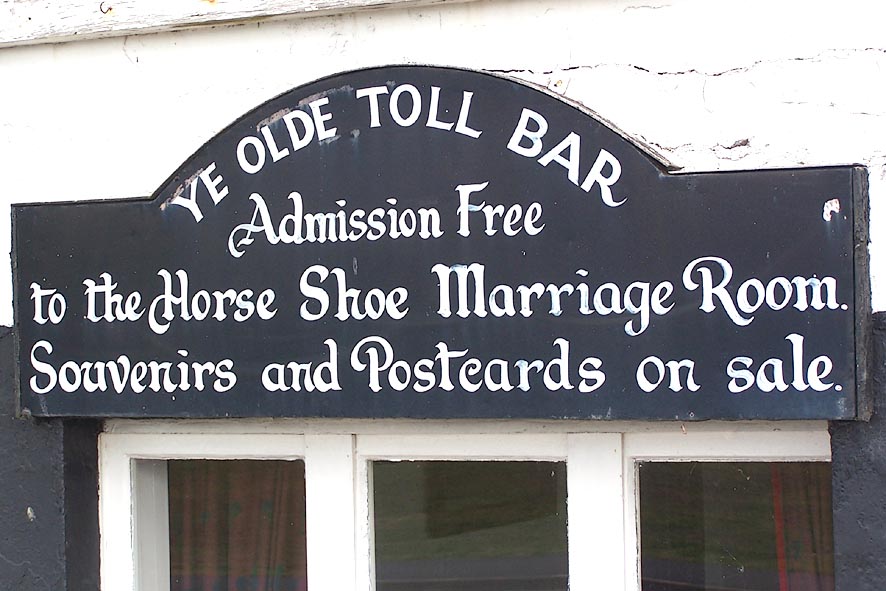 YE OLDE TOLL BAR
Admission Free
to the Horse Shoe Marriage Room.
Souvenirs and Postcards on sale.